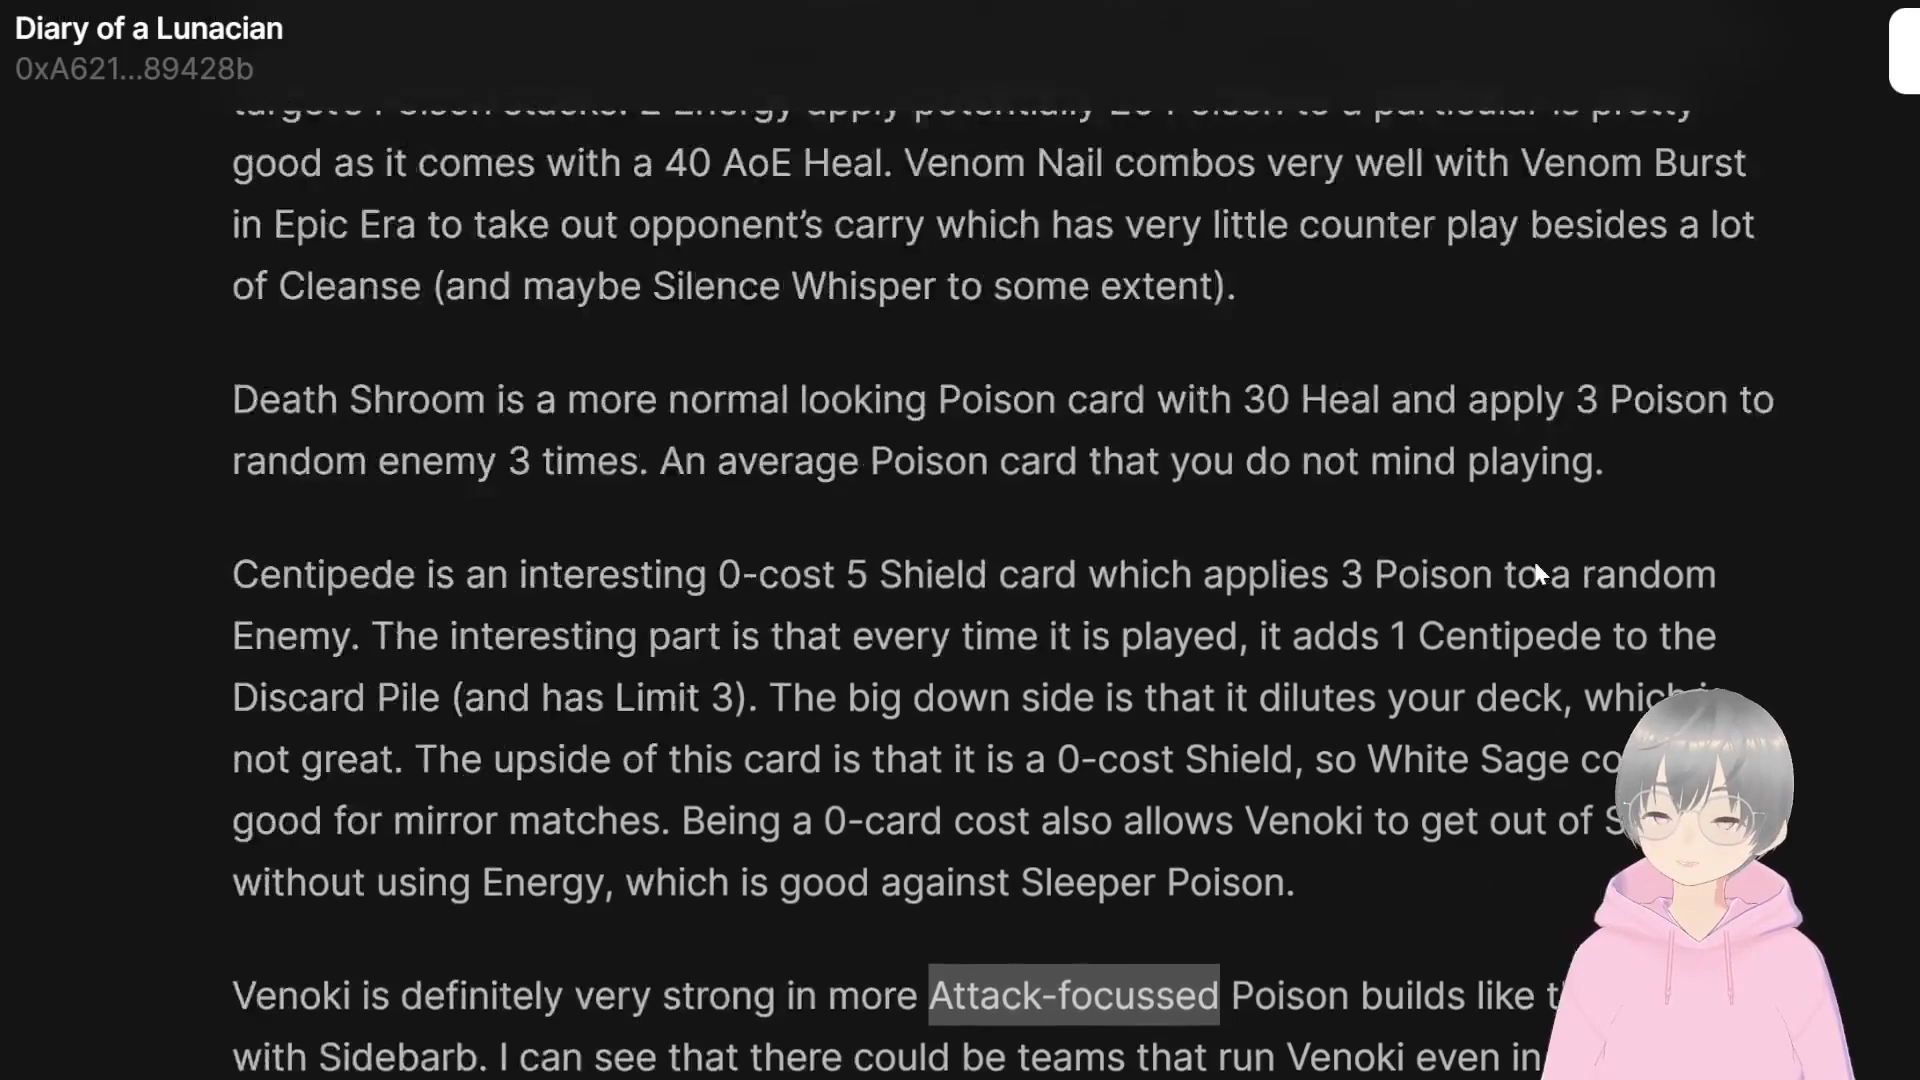 Diary of a Lunacian
0xA621...89428b
good as it comes with a 40 AoE Heal. Venom Nail combos very well with Venom Burst
in Epic Era to take out opponent’s carry which has very little counter play besides a lot
of Cleanse (and maybe Silence Whisper to some extent).
Death Shroom is a more normal looking Poison card with 30 Heal and apply 3 Poison to
random enemy 3 times. An average Poison card that you do not mind playing.
Centipede is an interesting 0-cost 5 Shield card which applies 3 Poison to a random
Enemy. The interesting part is that every time it is played, it adds 1 Centipede to the
Discard Pile (and has Limit 3). The big down side is that it dilutes your deck, which
not great. The upside of this card is that it is a 0-cost Shield, so White Sage
good for mirror matches. Being a 0-card cost also allows Venoki to get out of
without using Energy, which is good against Sleeper Poison.
Venoki is definitely very strong in more Attack-focussed Poison builds like
with Sidebarb. I can see that there could be teams that run Venoki even in